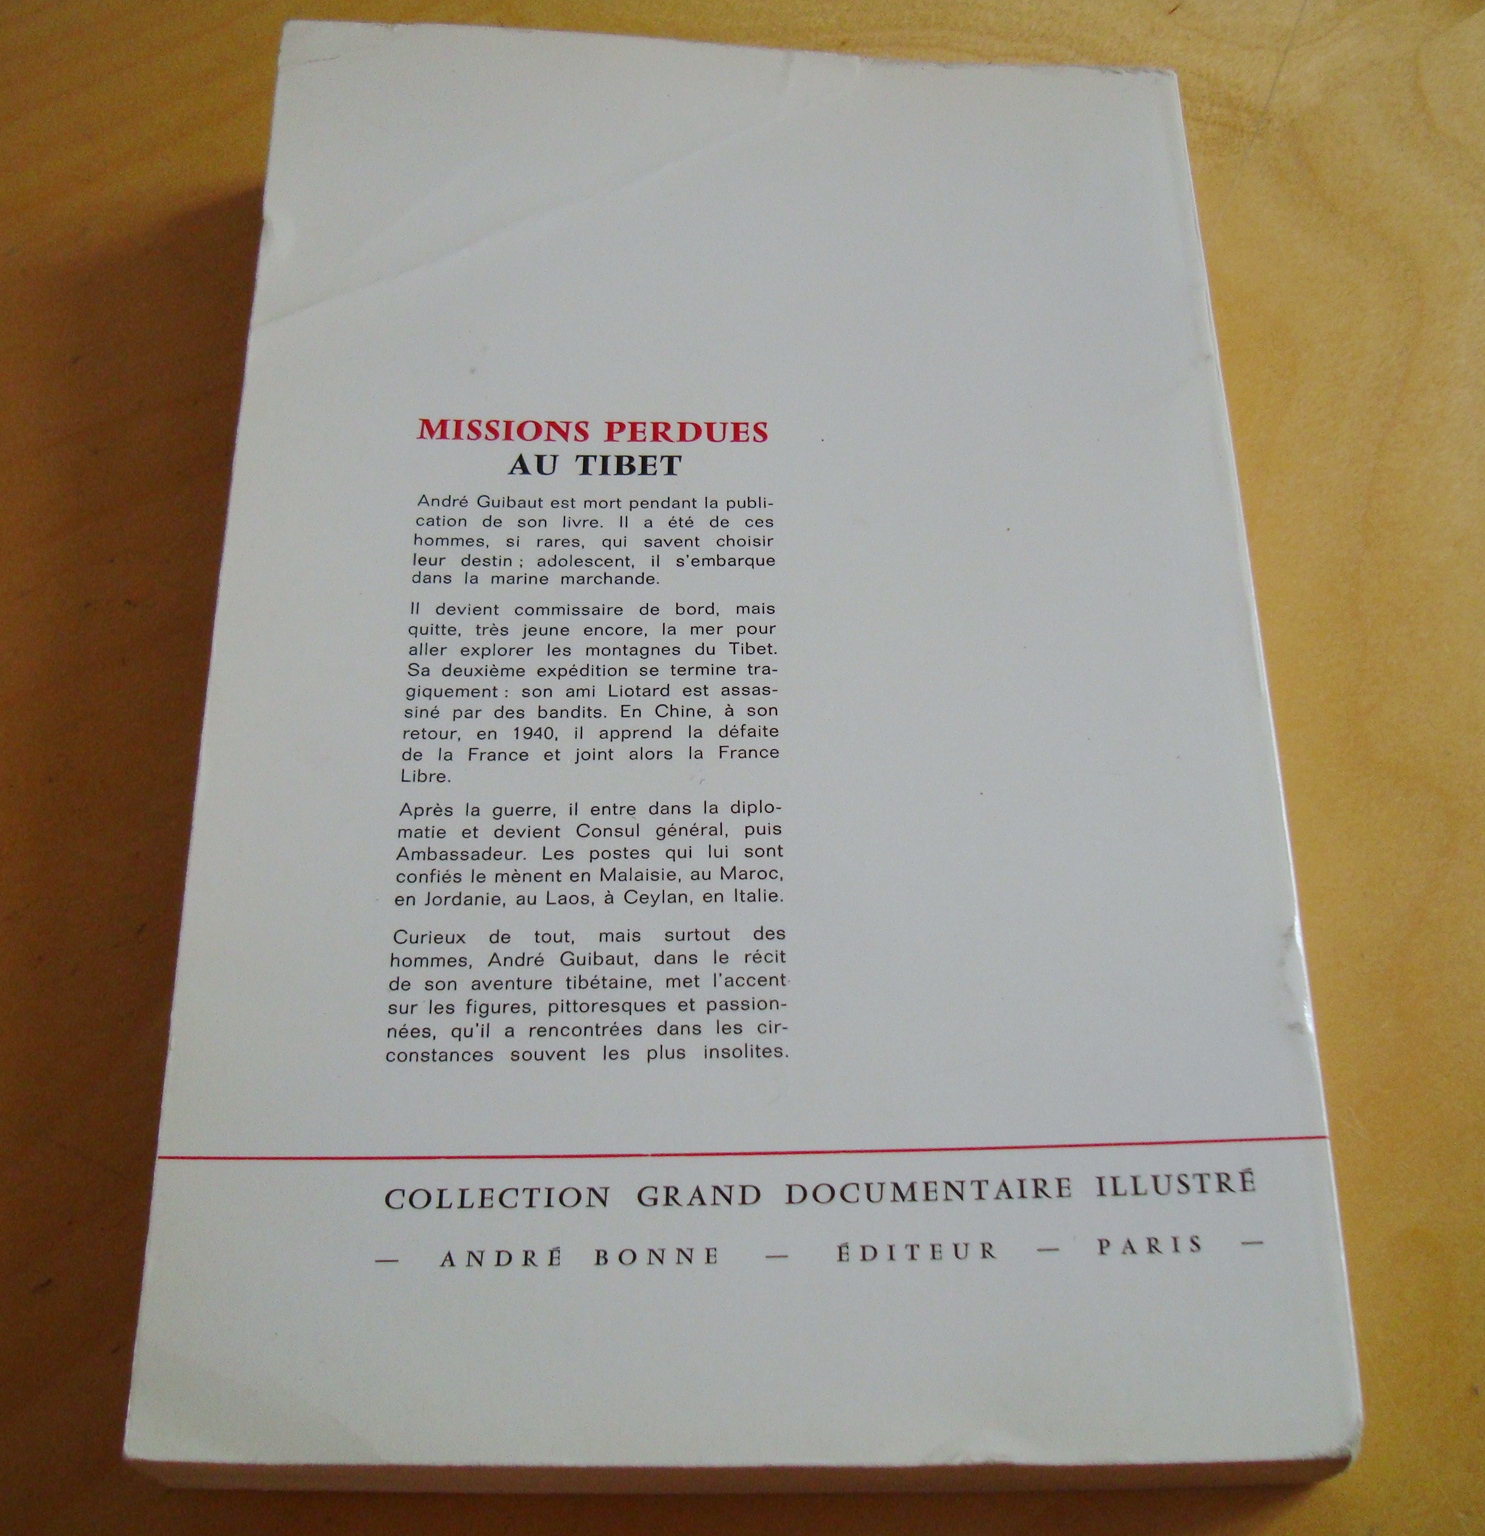 MISSIONS PERDUES
AU TIBET
André Guibaut est mort pendant la publi-
cation de son livre. Il a été de ces
hommes, si rares, qui savent choisir
leur destin ; adolescent, il s'embarque
dans la marine marchande.
Il devient commissaire de bord, mais
quitte, très jeune encore, la mer pour
aller explorer les montagnes du Tibet.
Sa deuxième expédition se termine tra-
giquement : son ami Liotard est assas-
siné par des bandits. En Chine, à son
retour, en 1940, il apprend la défaite
de la France et joint alors la France
Libre.
Après la guerre, il entre dans la diplo-
matie et devient Consul général, puis
Ambassadeur. Les postes qui lui sont
confiés le mènent en Malaisie, au Maroc,
en Jordanie, au Laos, à Ceylan, en Italie.
Curieux de tout, mais surtout des
hommes, André Guibaut, dans le récit
de son aventure tibétaine, met l'accent
sur les figures, pittoresques et passion-
nées, qu'il a rencontrées dans les cir-
constances souvent les plus insolites.
COLLECTION GRAND DOCUMENTAIRE ILLUSTRÉ
— ANDRÉ BONNE — ÉDITEUR — PARIS —